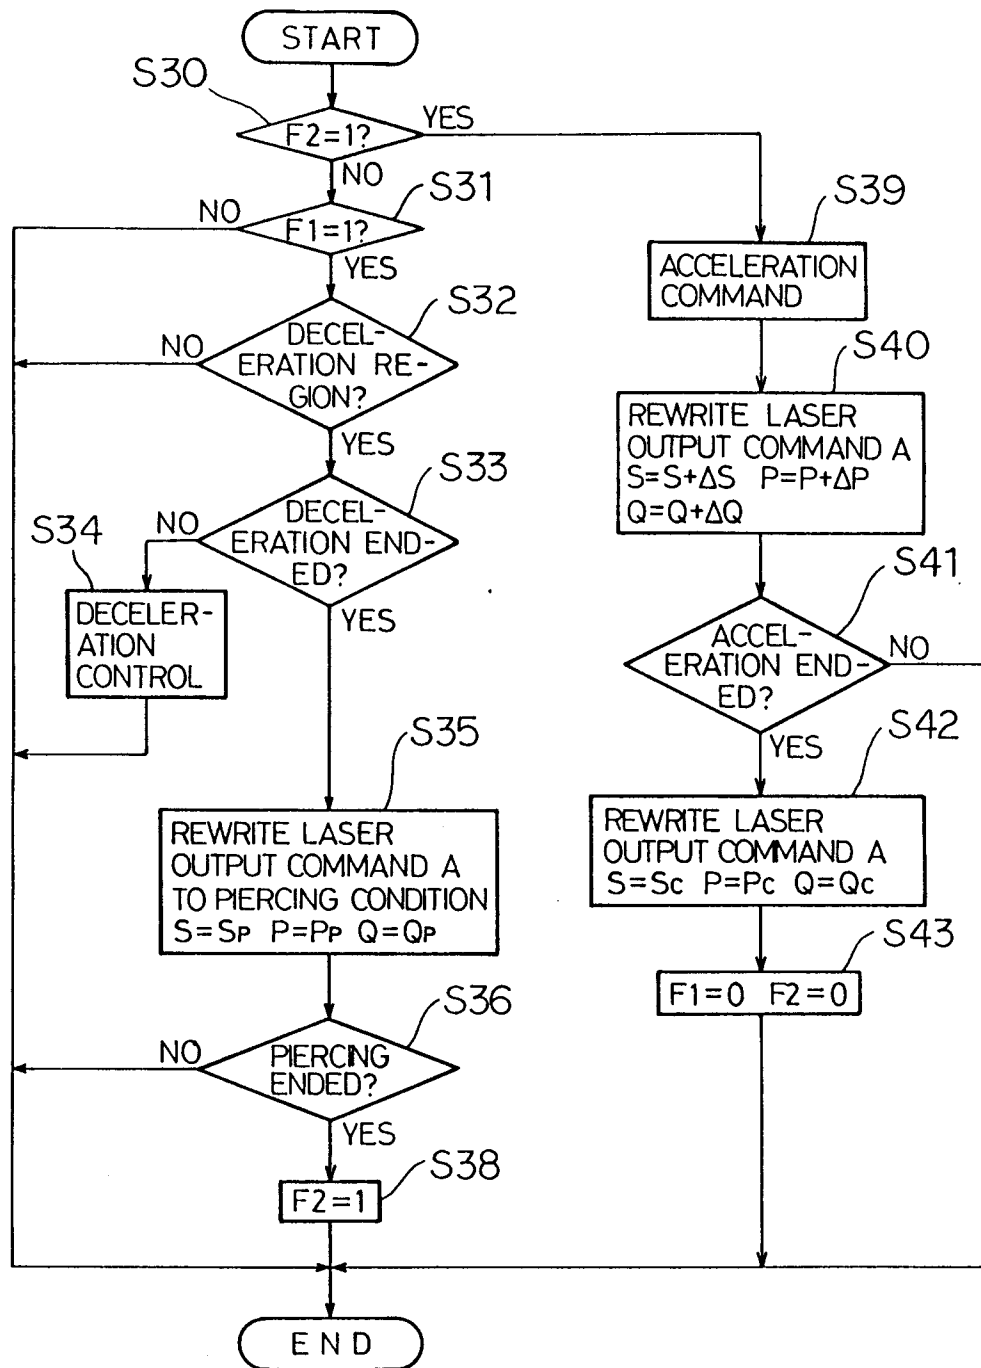 START
S30
F2=1?
YES
NO
S31
NO
F1=1?
YES
S32
DECEL-
ERATION RE-
GION?
NO
YES
S33
DECEL-
ERATION END-
ED?
NO
YES
S34
DECELER-
ATION
CONTROL
S35
REWRITE LASER
OUTPUT COMMAND A
TO PIERCING CONDITION
S=SP P=PP Q=QP
S36
NO
PIERCING
ENDED?
YES
S38
F2=1
S39
ACCELERATION
COMMAND
S40
REWRITE LASER
OUTPUT COMMAND A
S=S+ΔS P=P+ΔP
Q=Q+ΔQ
S41
ACCEL-
ERATION END-
ED?
NO
YES
S42
REWRITE LASER
OUTPUT COMMAND A
S=Sc P=Pc Q=Qc
S43
F1=0 F2=0
END